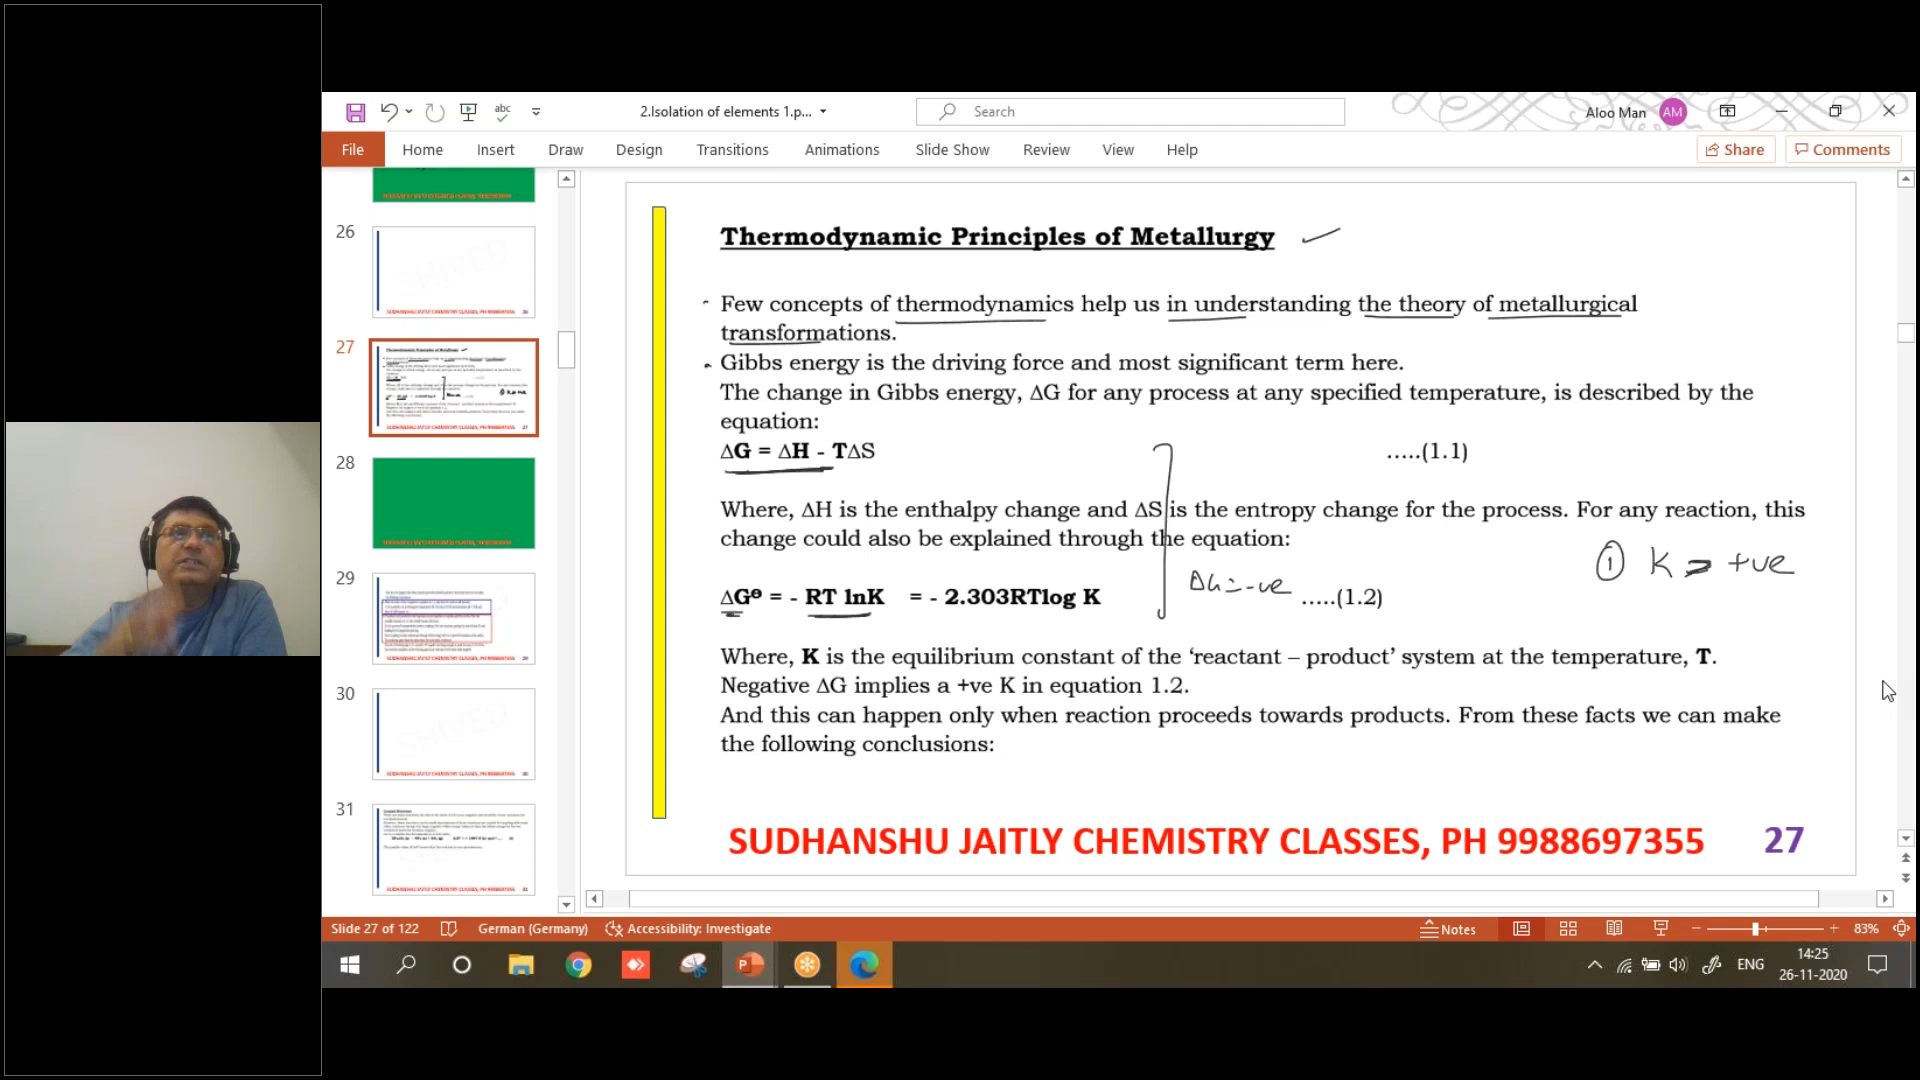 2.Isolation of elements 1.p...
Search
Aloo Man
AM
abc
File
Home
Insert
Draw
Design
Transitions
Animations
Slide Show
Review
View
Help
Share
Comments
26
27
28
29
30
31
Thermodynamic Principles of Metallurgy
Few concepts of thermodynamics help us in understanding the theory of metallurgical
transformations.
Gibbs energy is the driving force and most significant term here.
The change in Gibbs energy, ΔG for any process at any specified temperature, is described by the
equation:
ΔG = ΔH - TΔS .....(1.1)
Where, ΔH is the enthalpy change and ΔS is the entropy change for the process. For any reaction, this
change could also be explained through the equation:
① K = +ve
ΔG = -ve
ΔG⊖ = - RT lnK = - 2.303RTlog K .....(1.2)
Where, K is the equilibrium constant of the ‘reactant – product’ system at the temperature, T.
Negative ΔG implies a +ve K in equation 1.2.
And this can happen only when reaction proceeds towards products. From these facts we can make
the following conclusions:
SUDHANSHU JAITLY CHEMISTRY CLASSES, PH 9988697355 27
Slide 27 of 122
German (Germany)
Accessibility: Investigate
Notes
83%
ENG
14:25
26-11-2020